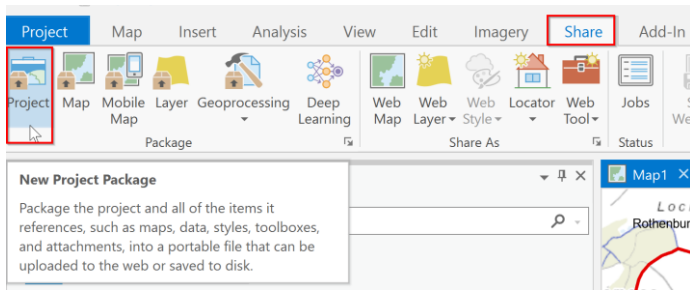 Project Map Insert Analysis View Edit Imagery Share Add-In
Project Map Mobile Map Layer Geoprocessing Deep Learning Web Map Web Layer Web Style Locator Web Tool Jobs
Package Share As Status
New Project Package
Package the project and all of the items it
references, such as maps, data, styles, toolboxes,
and attachments, into a portable file that can be
uploaded to the web or saved to disk.
Map1
Rothenbur